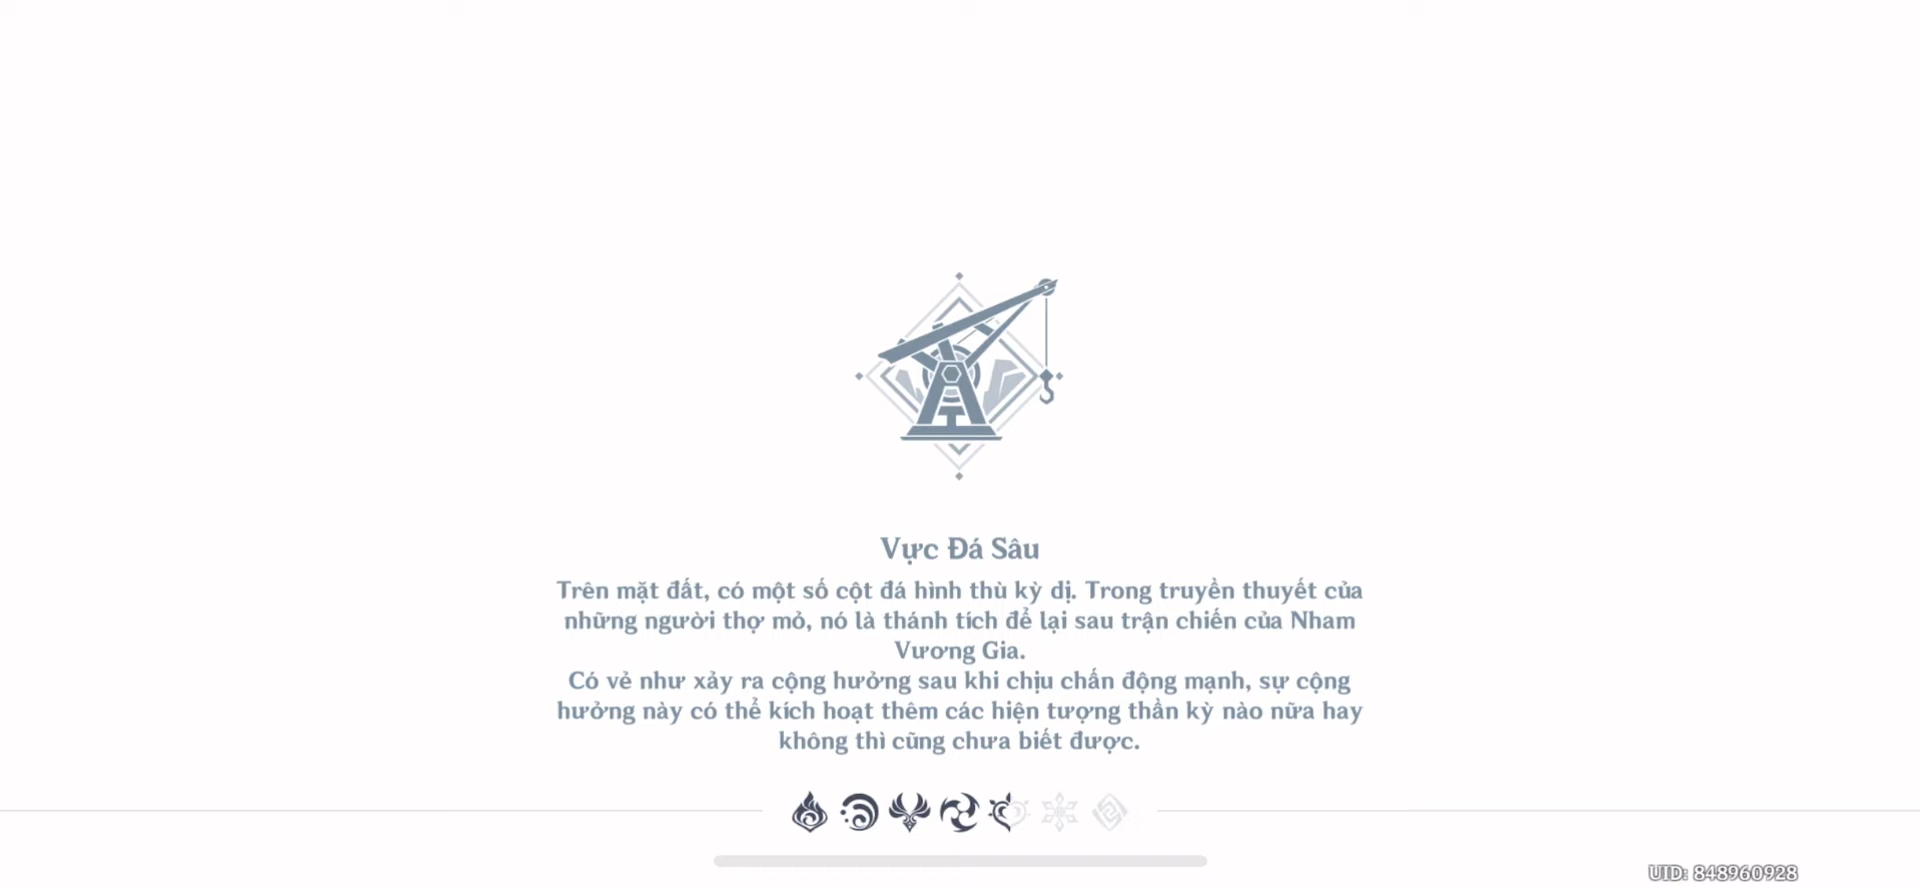 Vực Đá Sâu
Trên mặt đất, có một số cột đá hình thù kỳ dị. Trong truyền thuyết của
những người thợ mỏ, nó là thánh tích để lại sau trận chiến của Nham
Vương Gia.
Có vẻ như xảy ra cộng hưởng sau khi chịu chấn động mạnh, sự cộng
hưởng này có thể kích hoạt thêm các hiện tượng thần kỳ nào nữa hay
không thì cũng chưa biết được.
UID: 848960928